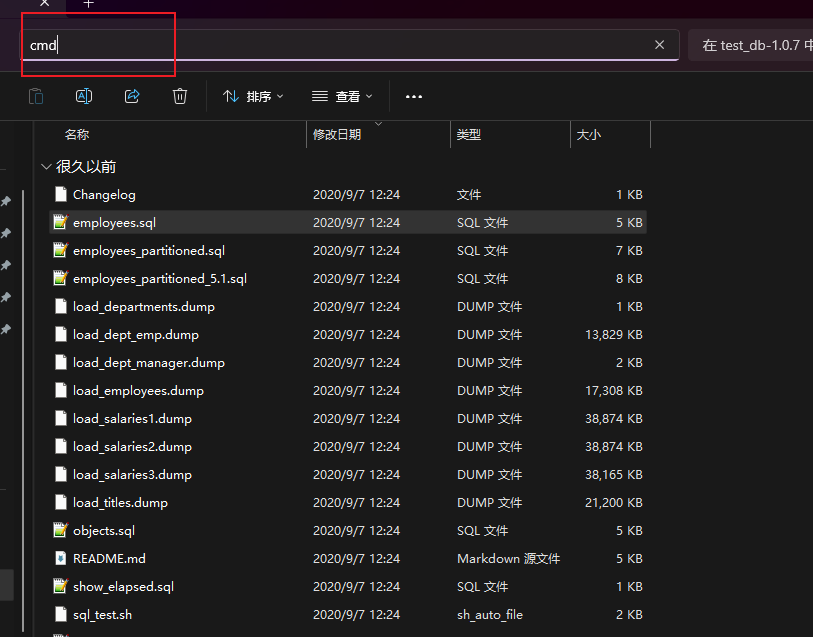 cmd
在 test_db-1.0.7 中
排序
查看
名称 修改日期 类型 大小
很久以前
Changelog 2020/9/7 12:24 文件 1 KB
employees.sql 2020/9/7 12:24 SQL 文件 5 KB
employees_partitioned.sql 2020/9/7 12:24 SQL 文件 7 KB
employees_partitioned_5.1.sql 2020/9/7 12:24 SQL 文件 8 KB
load_departments.dump 2020/9/7 12:24 DUMP 文件 1 KB
load_dept_emp.dump 2020/9/7 12:24 DUMP 文件 13,829 KB
load_dept_manager.dump 2020/9/7 12:24 DUMP 文件 2 KB
load_employees.dump 2020/9/7 12:24 DUMP 文件 17,308 KB
load_salaries1.dump 2020/9/7 12:24 DUMP 文件 38,874 KB
load_salaries2.dump 2020/9/7 12:24 DUMP 文件 38,874 KB
load_salaries3.dump 2020/9/7 12:24 DUMP 文件 38,165 KB
load_titles.dump 2020/9/7 12:24 DUMP 文件 21,200 KB
objects.sql 2020/9/7 12:24 SQL 文件 5 KB
README.md 2020/9/7 12:24 Markdown 源文件 5 KB
show_elapsed.sql 2020/9/7 12:24 SQL 文件 1 KB
sql_test.sh 2020/9/7 12:24 sh_auto_file 2 KB